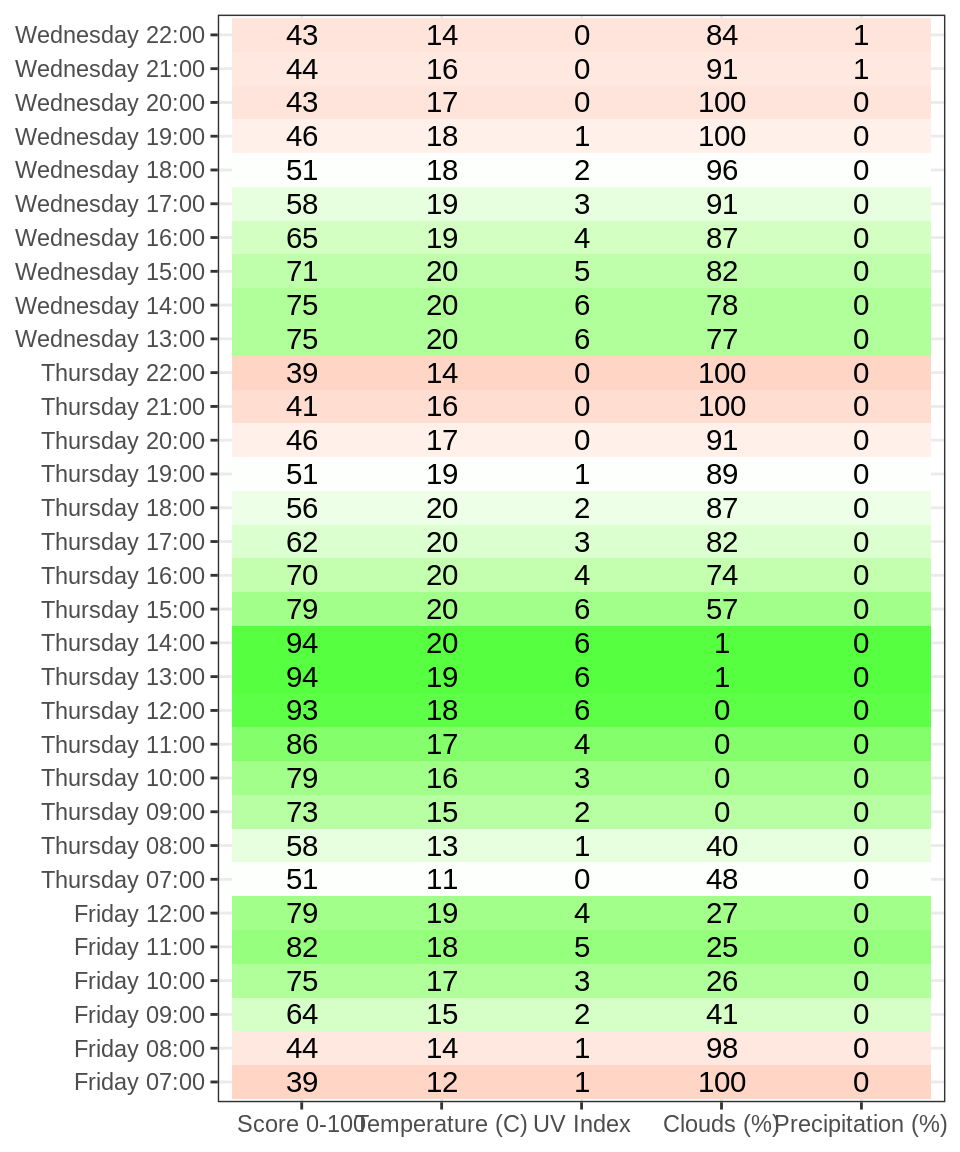 Wednesday 22:00 43 14 0 84 1
Wednesday 21:00 44 16 0 91 1
Wednesday 20:00 43 17 0 100 0
Wednesday 19:00 46 18 1 100 0
Wednesday 18:00 51 18 2 96 0
Wednesday 17:00 58 19 3 91 0
Wednesday 16:00 65 19 4 87 0
Wednesday 15:00 71 20 5 82 0
Wednesday 14:00 75 20 6 78 0
Wednesday 13:00 75 20 6 77 0
Thursday 22:00 39 14 0 100 0
Thursday 21:00 41 16 0 100 0
Thursday 20:00 46 17 0 91 0
Thursday 19:00 51 19 1 89 0
Thursday 18:00 56 20 2 87 0
Thursday 17:00 62 20 3 82 0
Thursday 16:00 70 20 4 74 0
Thursday 15:00 79 20 6 57 0
Thursday 14:00 94 20 6 1 0
Thursday 13:00 94 19 6 1 0
Thursday 12:00 93 18 6 0 0
Thursday 11:00 86 17 4 0 0
Thursday 10:00 79 16 3 0 0
Thursday 09:00 73 15 2 0 0
Thursday 08:00 58 13 1 40 0
Thursday 07:00 51 11 0 48 0
Friday 12:00 79 19 4 27 0
Friday 11:00 82 18 5 25 0
Friday 10:00 75 17 3 26 0
Friday 09:00 64 15 2 41 0
Friday 08:00 44 14 1 98 0
Friday 07:00 39 12 1 100 0
Score 0-100 Temperature (C) UV Index Clouds (%) Precipitation (%)